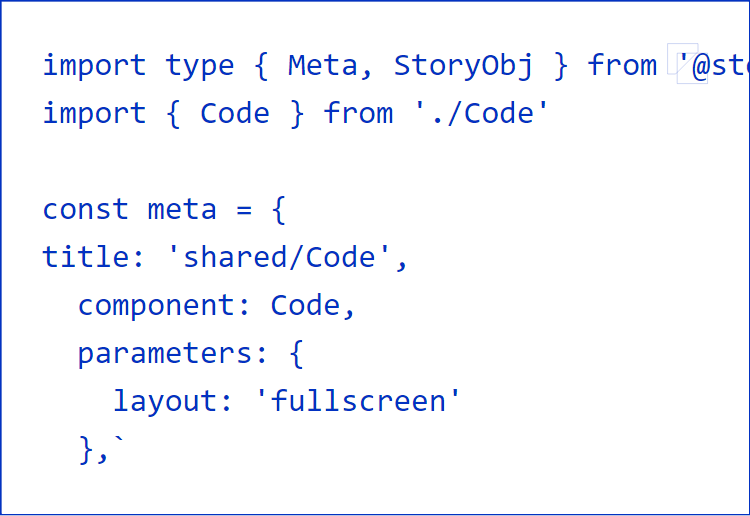 import type { Meta, StoryObj } from '@sto
import { Code } from './Code'

const meta = {
title: 'shared/Code',
  component: Code,
  parameters: {
    layout: 'fullscreen'
  },`